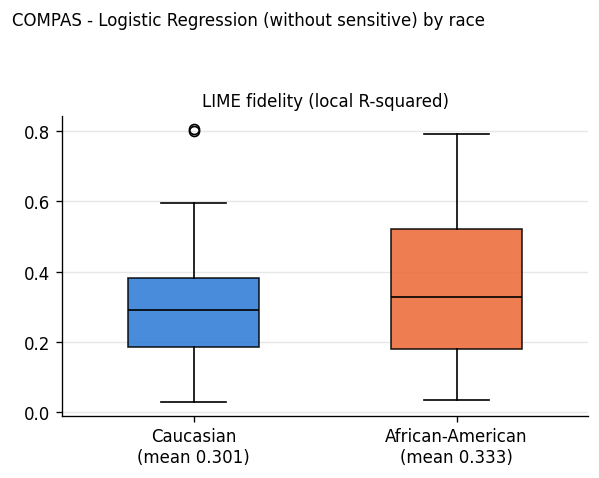 COMPAS - Logistic Regression (without sensitive) by race
LIME fidelity (local R-squared)
0.8
0.6
0.4
0.2
0.0
Caucasian
(mean 0.301)
African-American
(mean 0.333)